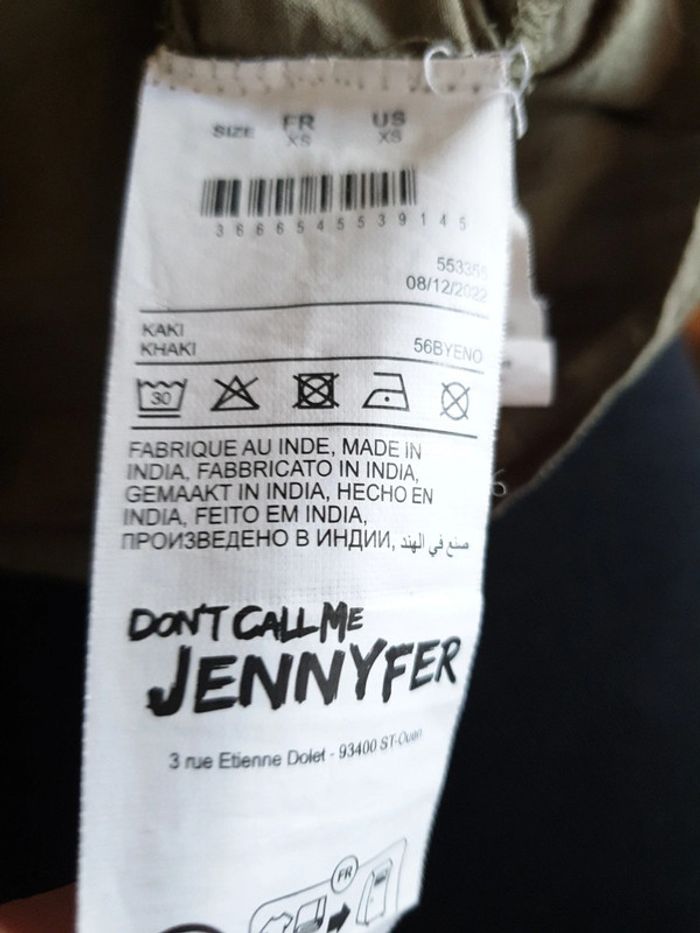 SIZE FR US
XS XS
3666545539145
553355
08/12/2022
KAKI
KHAKI 56BYENO
30
FABRIQUE AU INDE, MADE IN
INDIA, FABBRICATO IN INDIA,
GEMAAKT IN INDIA, HECHO EN
INDIA, FEITO EM INDIA,
ПРОИЗВЕДЕНО В ИНДИИ, صنع في الهند
DON'T CALL ME
JENNYFER
3 rue Etienne Dolet - 93400 ST-Ouen
FR